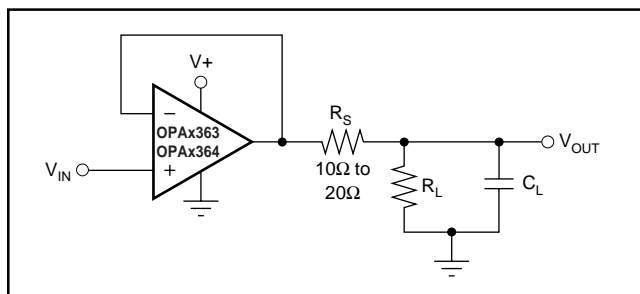 V+
−
OPAx363
OPAx364
+
V_IN
R_S
10Ω to
20Ω
R_L
C_L
V_OUT